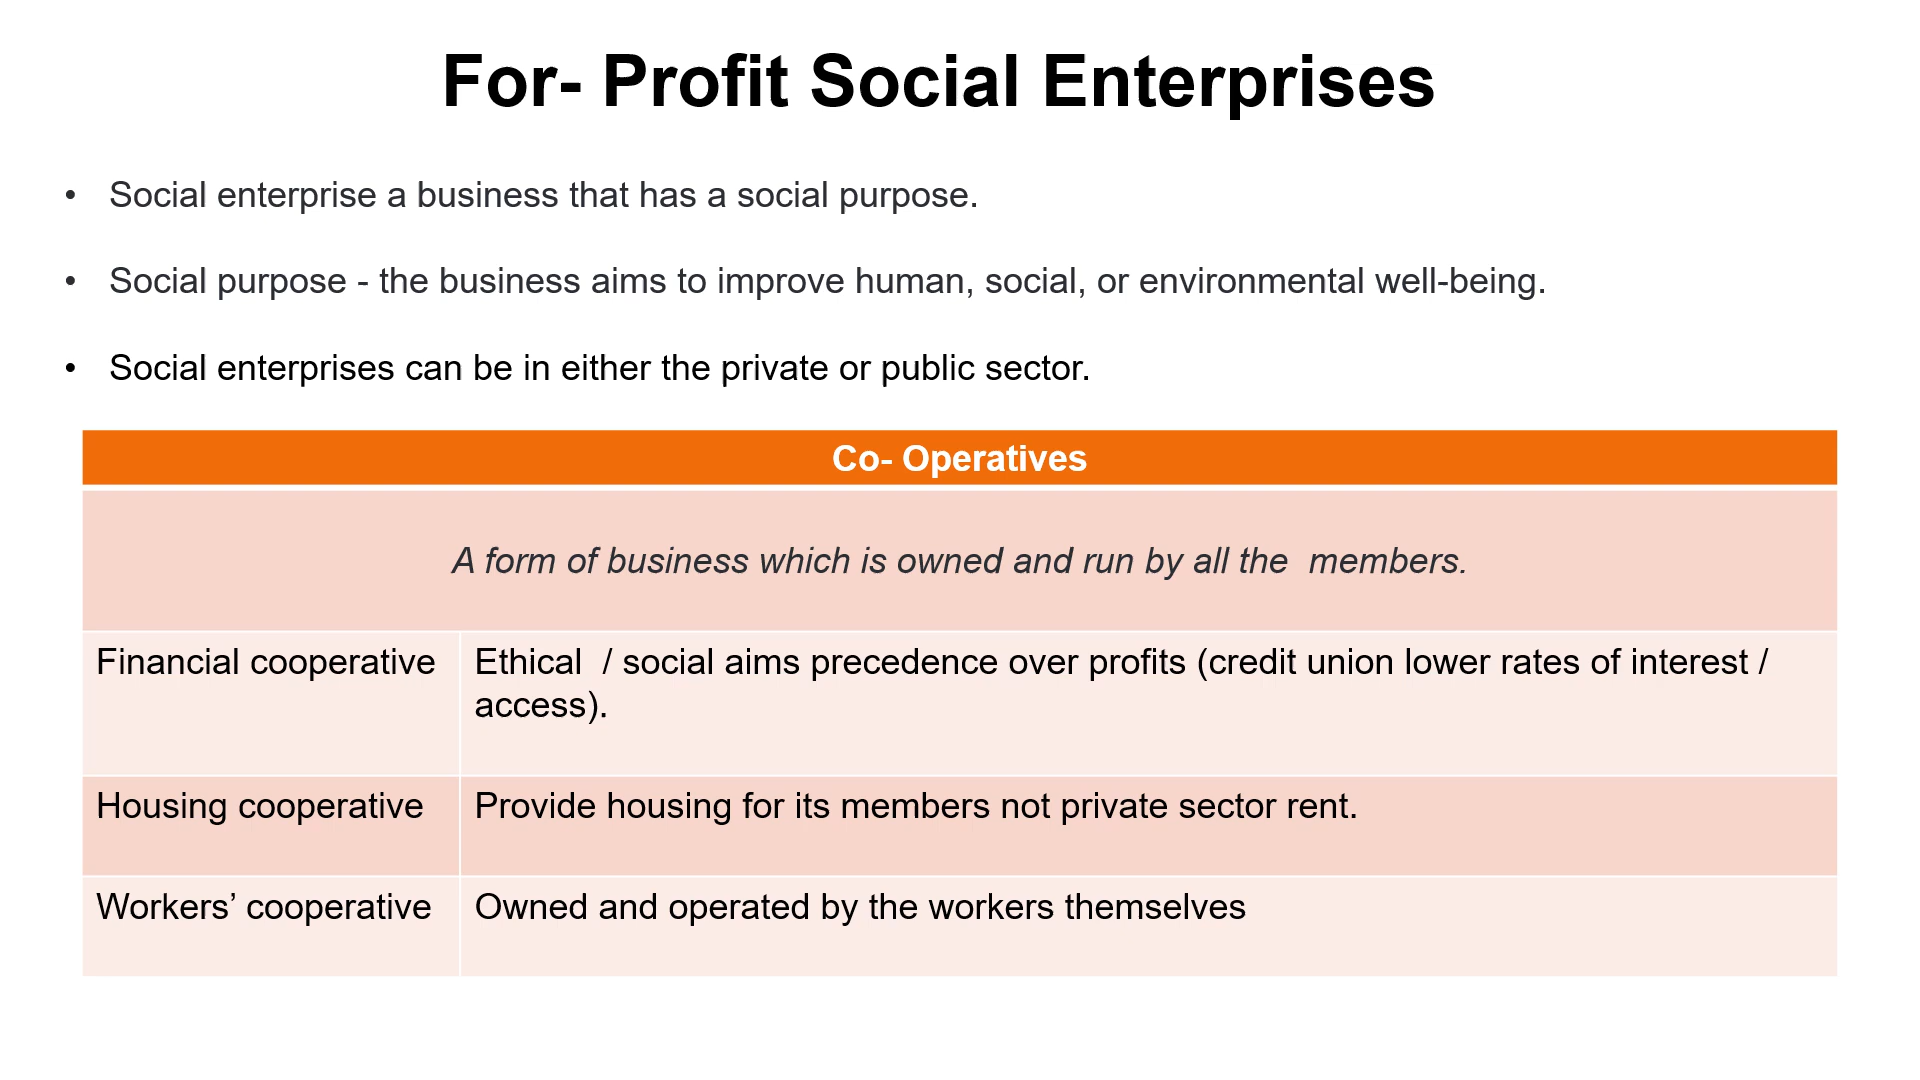 For- Profit Social Enterprises
• Social enterprise a business that has a social purpose.
• Social purpose - the business aims to improve human, social, or environmental well-being.
• Social enterprises can be in either the private or public sector.
Co- Operatives
A form of business which is owned and run by all the  members.
Financial cooperative
Ethical  / social aims precedence over profits (credit union lower rates of interest /
access).
Housing cooperative
Provide housing for its members not private sector rent.
Workers’ cooperative
Owned and operated by the workers themselves